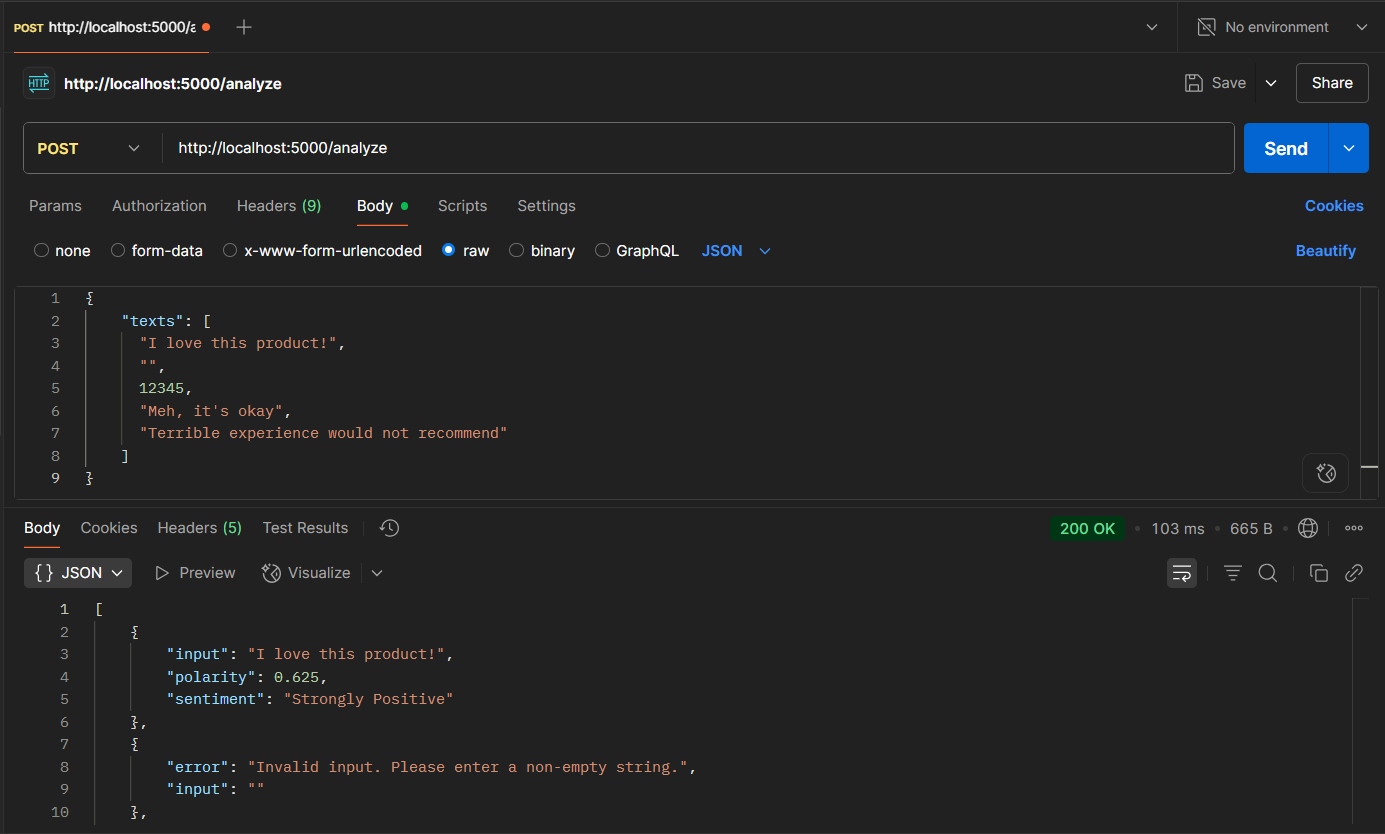 POST http://localhost:5000/a
No environment
HTTP http://localhost:5000/analyze
Save Share
POST http://localhost:5000/analyze Send
Params Authorization Headers (9) Body Scripts Settings Cookies
none form-data x-www-form-urlencoded raw binary GraphQL JSON Beautify
1 {
2 "texts": [
3 "I love this product!",
4 "",
5 12345,
6 "Meh, it's okay",
7 "Terrible experience would not recommend"
8 ]
9 }
Body Cookies Headers (5) Test Results 200 OK 103 ms 665 B
{} JSON Preview Visualize
1 [
2 {
3 "input": "I love this product!",
4 "polarity": 0.625,
5 "sentiment": "Strongly Positive"
6 },
7 {
8 "error": "Invalid input. Please enter a non-empty string.",
9 "input": ""
10 },